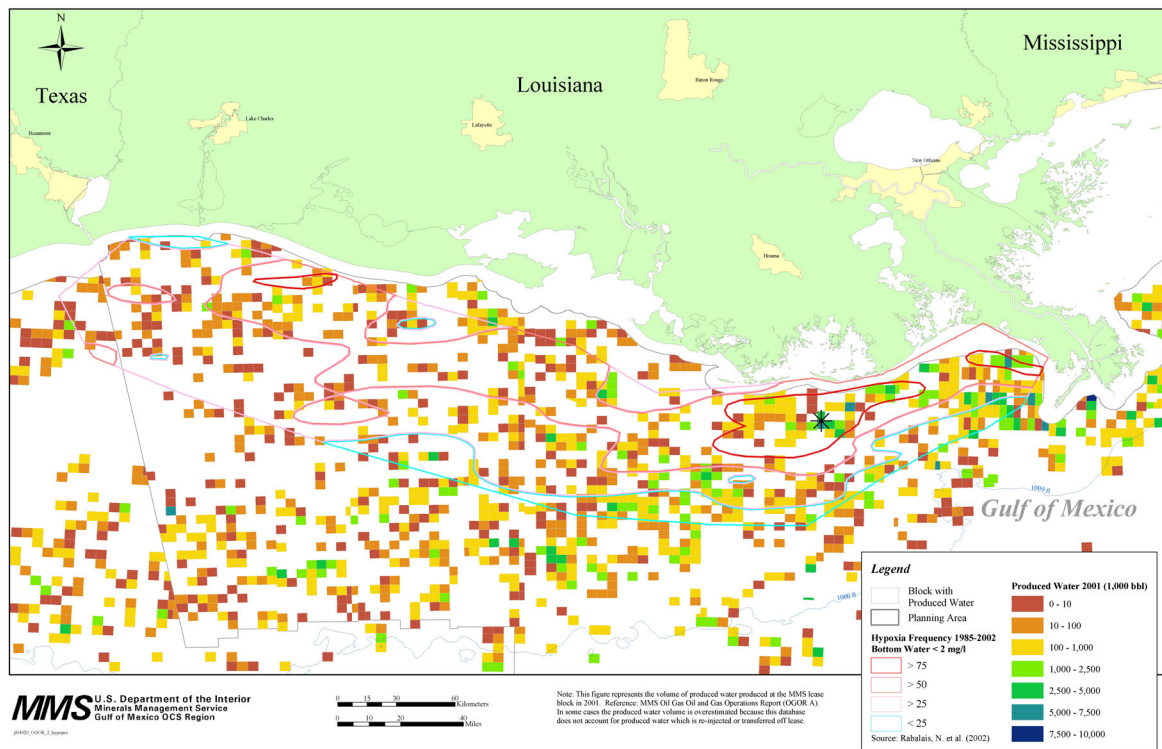 N
Texas
Louisiana
Mississippi
Beaumont
Lake Charles
Lafayette
Baton Rouge
New Orleans
Houma
Gulf of Mexico
1000 ft
1000 ft
1000 ft
Legend
Block with
Produced Water
Planning Area
Hypoxia Frequency 1985-2002
Bottom Water < 2 mg/l
> 75
> 50
> 25
< 25
Source: Rabalais, N. et al. (2002)
Produced Water 2001 (1,000 bbl)
0 - 10
10 - 100
100 - 1,000
1,000 - 2,500
2,500 - 5,000
5,000 - 7,500
7,500 - 10,000
MMS
U.S. Department of the Interior
Minerals Management Service
Gulf of Mexico OCS Region
0 15 30 60
Kilometers
0 10 20 40
Miles
Note: This figure represents the volume of produced water produced at the MMS lease
block in 2001. Reference: MMS Oil Gas Oil and Gas Operations Report (OGOR A).
In some cases the produced water volume is overestimated because this database
does not account for produced water which is re-injected or transferred off lease.